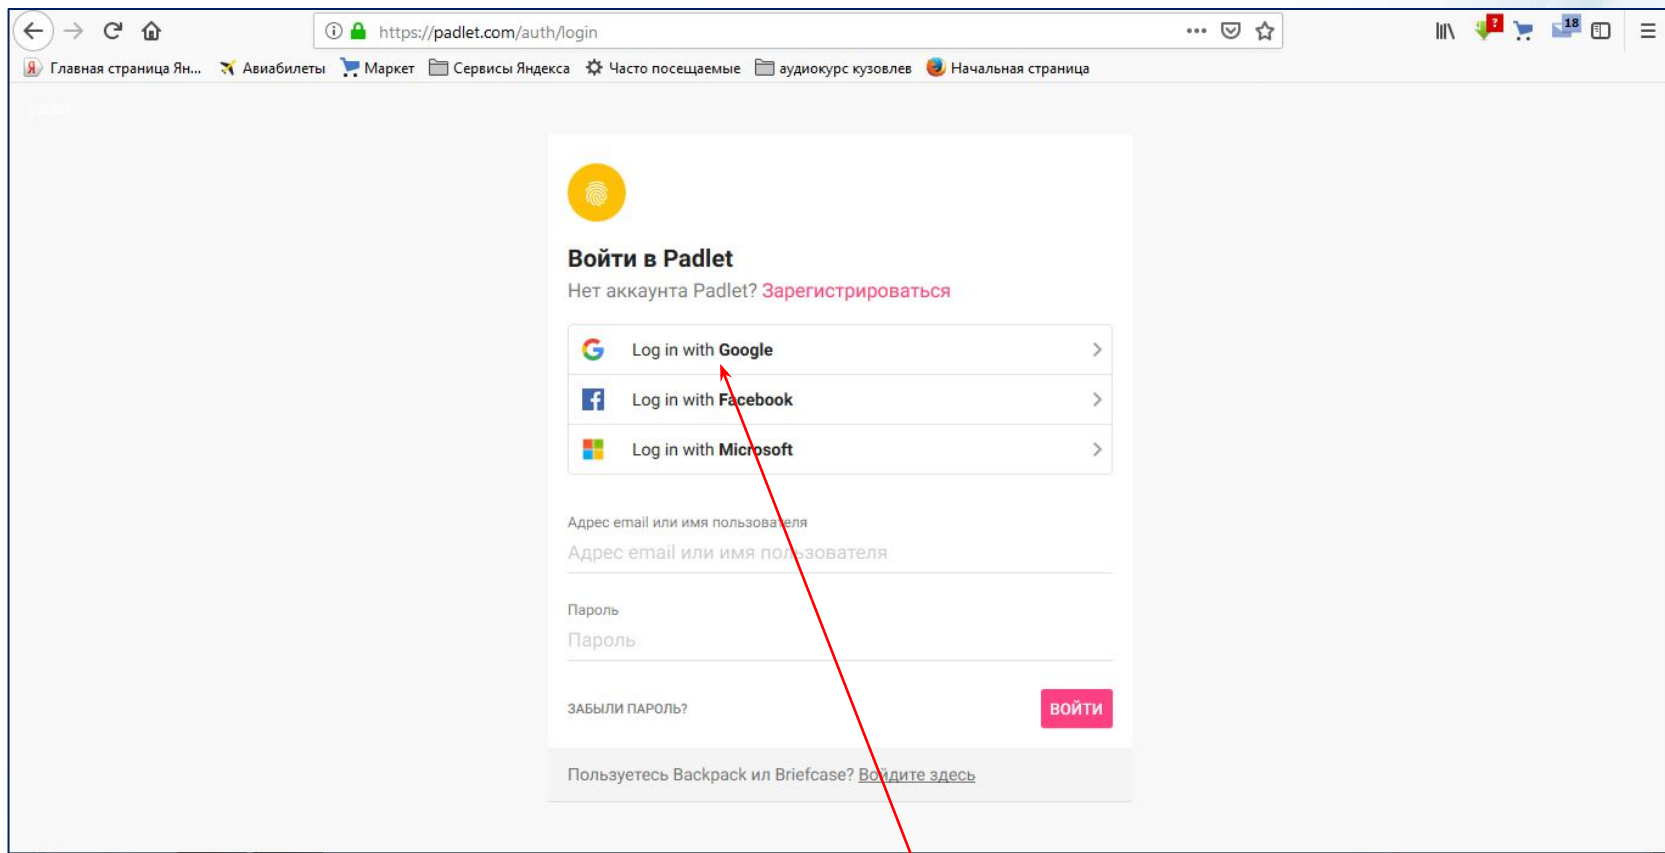 https://padlet.com/auth/login
? 18
Главная страница Ян... Авиабилеты Маркет Сервисы Яндекса Часто посещаемые аудиокурс кузовлев Начальная страница
padlet
Войти в Padlet
Нет аккаунта Padlet? Зарегистрироваться
Log in with Google
Log in with Facebook
Log in with Microsoft
Адрес email или имя пользователя
Адрес email или имя пользователя
Пароль
Пароль
ЗАБЫЛИ ПАРОЛЬ? ВОЙТИ
Пользуетесь Backpack ил Briefcase? Войдите здесь